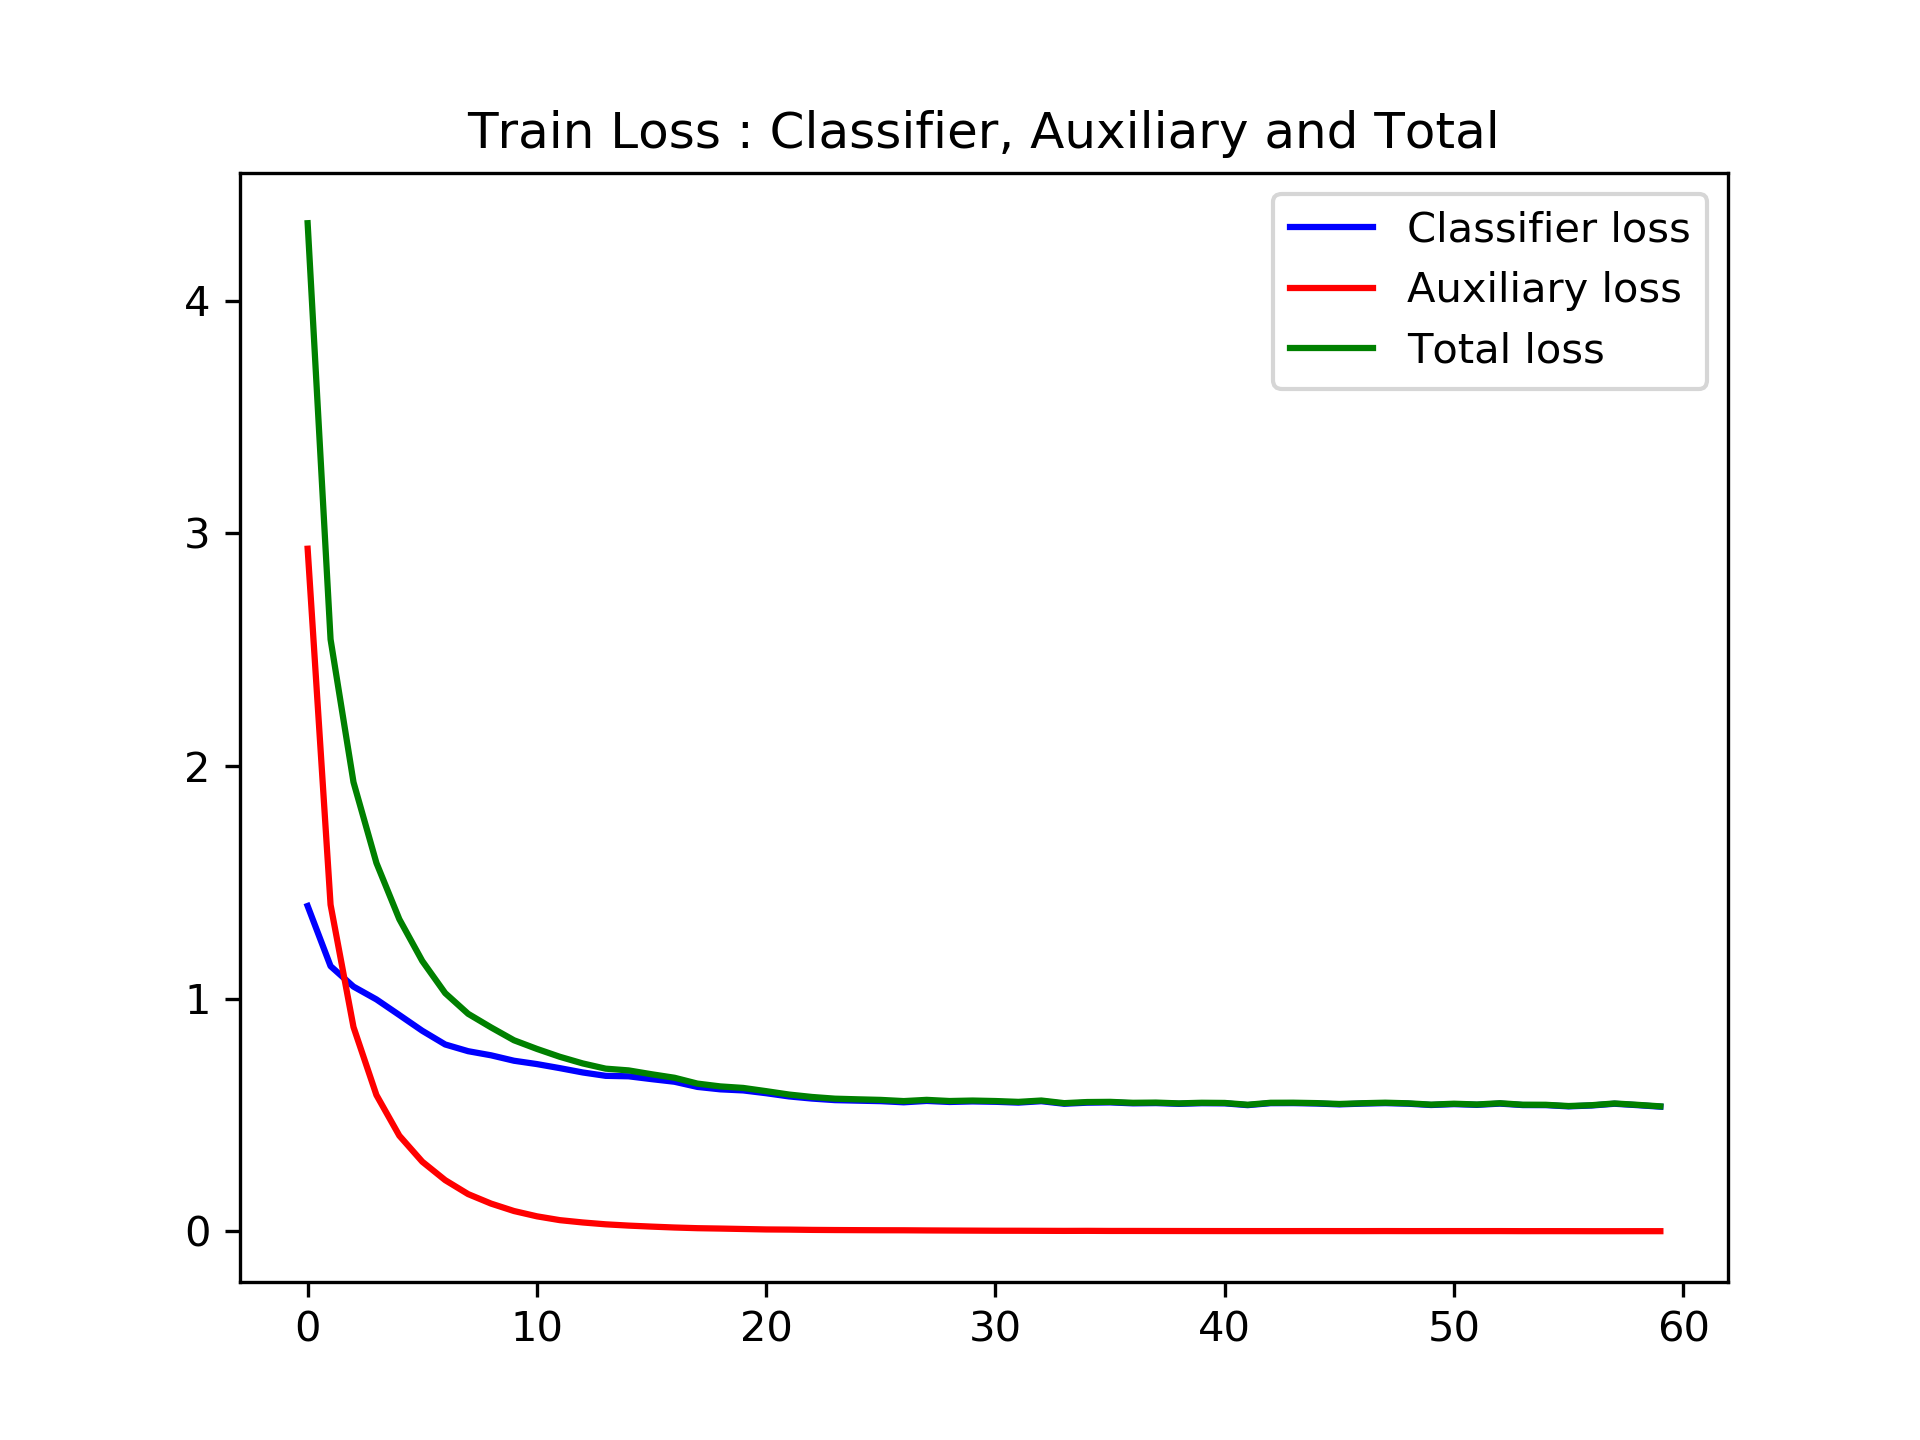 Train Loss : Classifier, Auxiliary and Total
Classifier loss
Auxiliary loss
Total loss
4
3
2
1
0
0 10 20 30 40 50 60